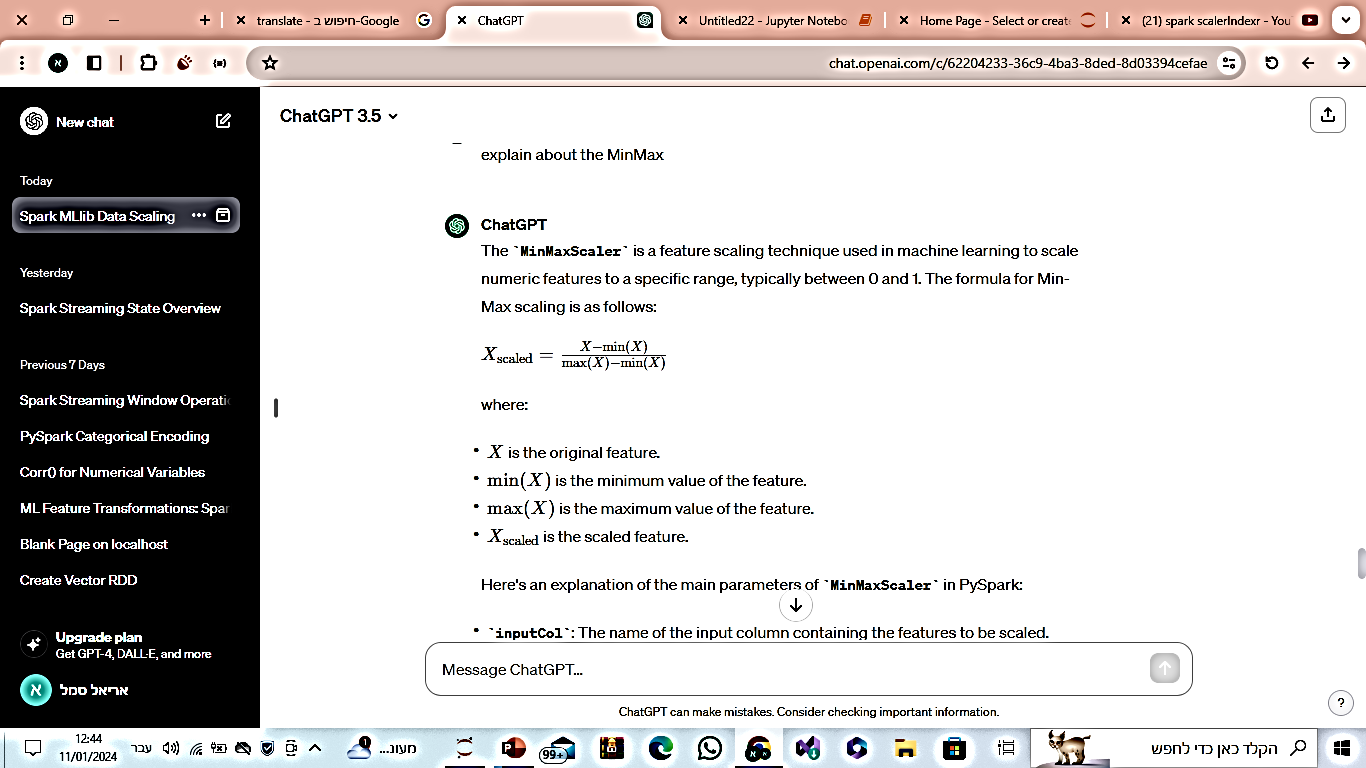 translate - חיפוש ב-Google
ChatGPT
Untitled22 - Jupyter Notebo
Home Page - Select or create
(21) spark scalerIndexr - You
chat.openai.com/c/62204233-36c9-4ba3-8ded-8d03394cefae
New chat
Today
Spark MLlib Data Scaling
Yesterday
Spark Streaming State Overview
Previous 7 Days
Spark Streaming Window Operati
PySpark Categorical Encoding
Corr() for Numerical Variables
ML Feature Transformations: Spar
Blank Page on localhost
Create Vector RDD
Upgrade plan
Get GPT-4, DALL·E, and more
אריאל סמל
ChatGPT 3.5
explain about the MinMax
ChatGPT
The `MinMaxScaler` is a feature scaling technique used in machine learning to scale
numeric features to a specific range, typically between 0 and 1. The formula for Min-
Max scaling is as follows:
X scaled = X−min(X) / max(X)−min(X)
where:
• X is the original feature.
• min(X) is the minimum value of the feature.
• max(X) is the maximum value of the feature.
• X scaled is the scaled feature.
Here's an explanation of the main parameters of `MinMaxScaler` in PySpark:
• `inputCol`: The name of the input column containing the features to be scaled.
Message ChatGPT...
ChatGPT can make mistakes. Consider checking important information.
?
12:44
11/01/2024
עבר
מעונ...
99+
הקלד כאן כדי לחפש